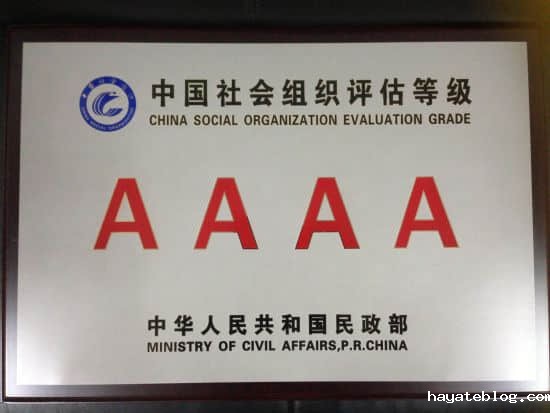 中国社会组织评估等级
CHINA SOCIAL ORGANIZATION EVALUATION GRADE
AAAA
中华人民共和国民政部
MINISTRY OF CIVIL AFFAIRS,P.R.CHINA
hayateblog.com